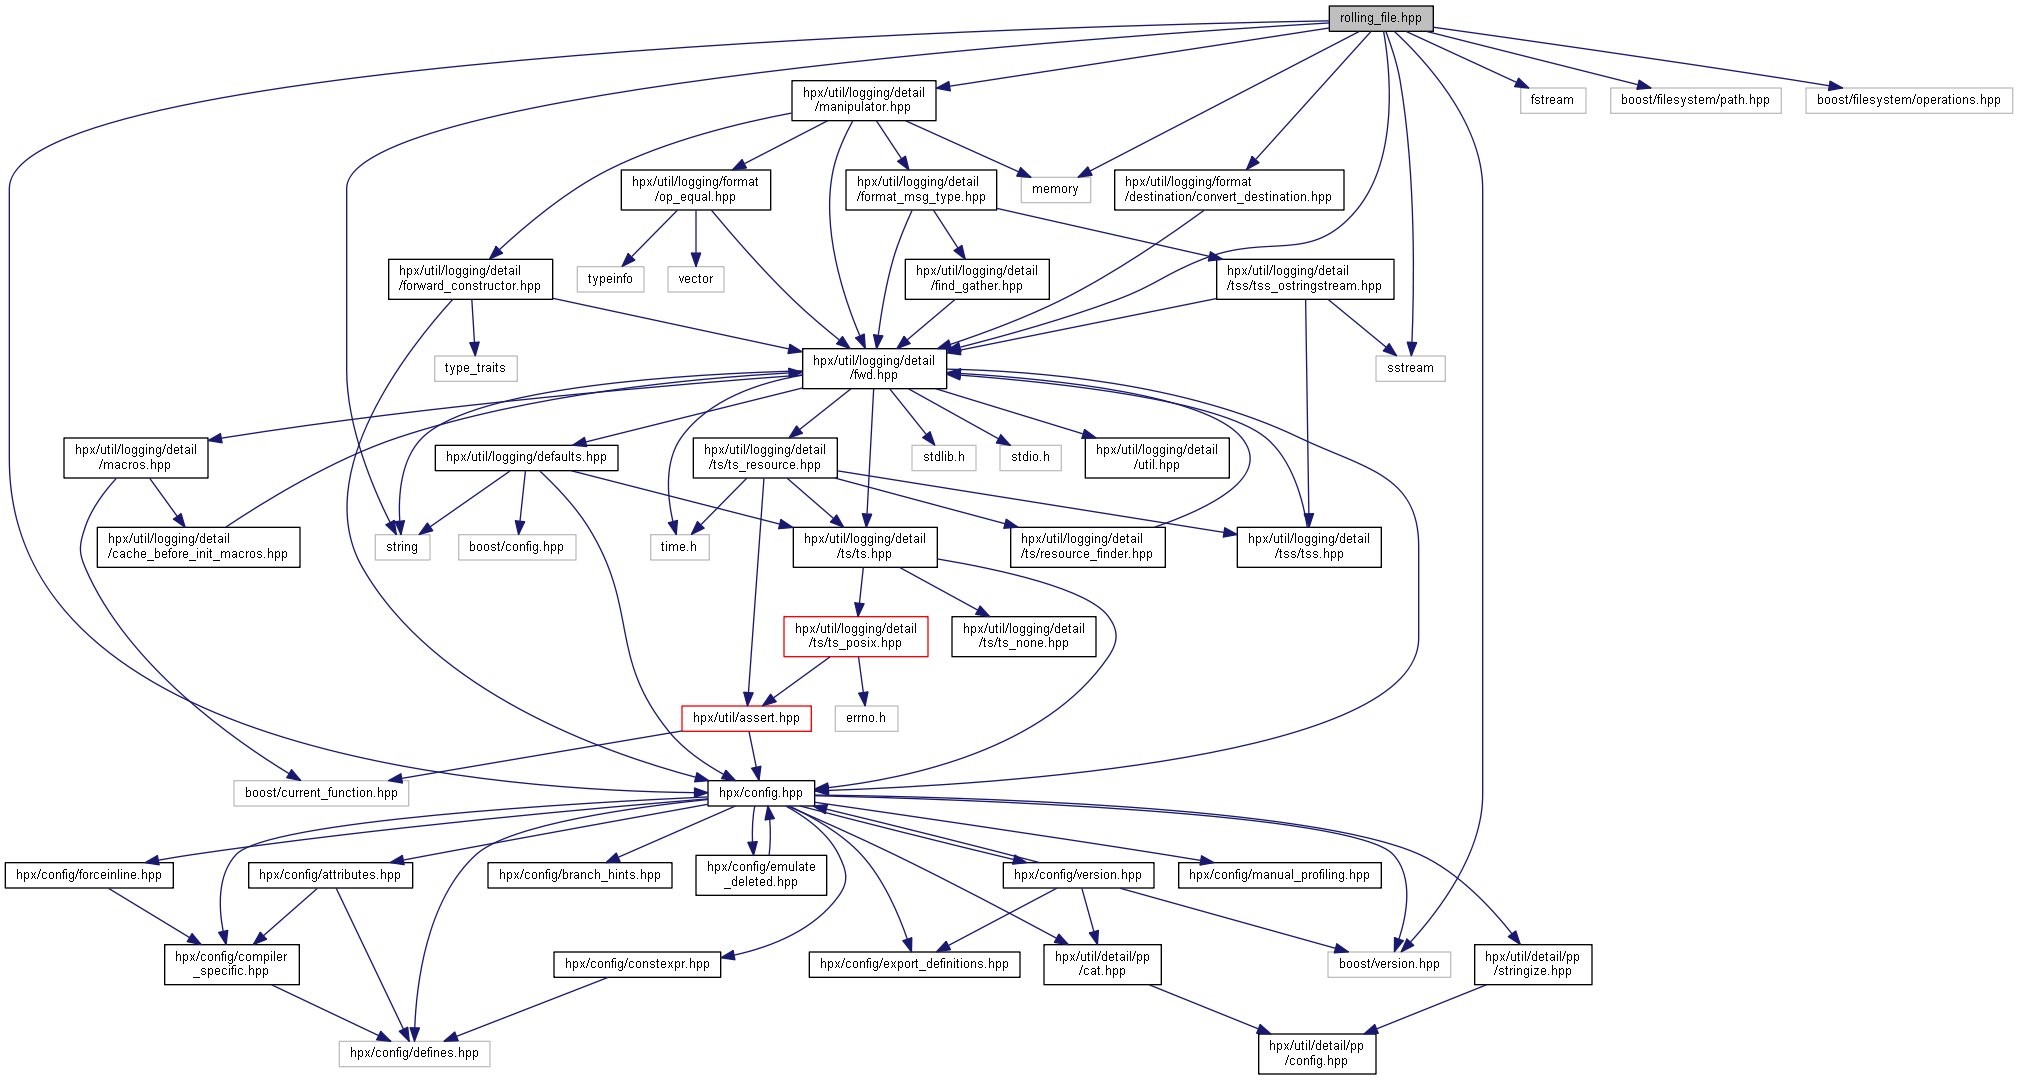 rolling_file.hpp
hpx/util/logging/detail
/manipulator.hpp
fstream
boost/filesystem/path.hpp
boost/filesystem/operations.hpp
hpx/util/logging/format
/op_equal.hpp
hpx/util/logging/detail
/format_msg_type.hpp
memory
hpx/util/logging/format
/destination/convert_destination.hpp
hpx/util/logging/detail
/forward_constructor.hpp
typeinfo
vector
hpx/util/logging/detail
/find_gather.hpp
hpx/util/logging/detail
/tss/tss_ostringstream.hpp
type_traits
hpx/util/logging/detail
/fwd.hpp
sstream
hpx/util/logging/detail
/macros.hpp
hpx/util/logging/defaults.hpp
hpx/util/logging/detail
/ts/ts_resource.hpp
stdlib.h
stdio.h
hpx/util/logging/detail
/util.hpp
hpx/util/logging/detail
/cache_before_init_macros.hpp
string
boost/config.hpp
time.h
hpx/util/logging/detail
/ts/ts.hpp
hpx/util/logging/detail
/ts/resource_finder.hpp
hpx/util/logging/detail
/tss/tss.hpp
hpx/util/logging/detail
/ts/ts_posix.hpp
hpx/util/logging/detail
/ts/ts_none.hpp
hpx/util/assert.hpp
errno.h
boost/current_function.hpp
hpx/config.hpp
hpx/config/forceinline.hpp
hpx/config/attributes.hpp
hpx/config/branch_hints.hpp
hpx/config/emulate
_deleted.hpp
hpx/config/version.hpp
hpx/config/manual_profiling.hpp
hpx/config/compiler
_specific.hpp
hpx/config/constexpr.hpp
hpx/config/export_definitions.hpp
hpx/util/detail/pp
/cat.hpp
boost/version.hpp
hpx/util/detail/pp
/stringize.hpp
hpx/config/defines.hpp
hpx/util/detail/pp
/config.hpp